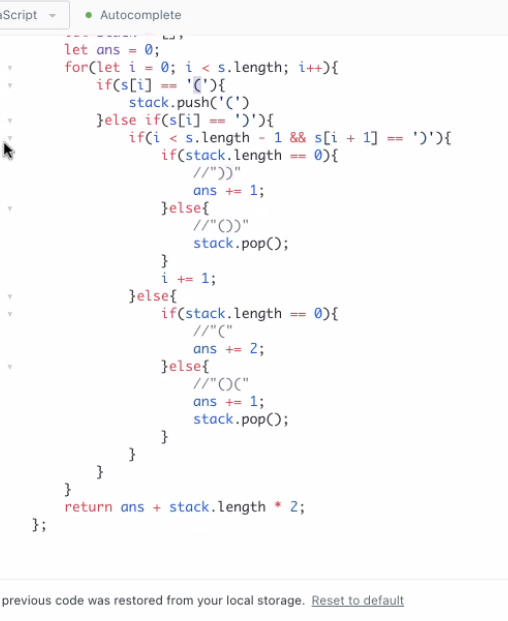 aScript
Autocomplete
let stack = [];
let ans = 0;
for(let i = 0; i < s.length; i++){
if(s[i] == '('){
stack.push('(')
}else if(s[i] == ')'){
if(i < s.length - 1 && s[i + 1] == ')'){
if(stack.length == 0){
//"))"
ans += 1;
}else{
//"())"
stack.pop();
}
i += 1;
}else{
if(stack.length == 0){
//"("
ans += 2;
}else{
//"()("
ans += 1;
stack.pop();
}
}
}
}
return ans + stack.length * 2;
};
previous code was restored from your local storage. Reset to default